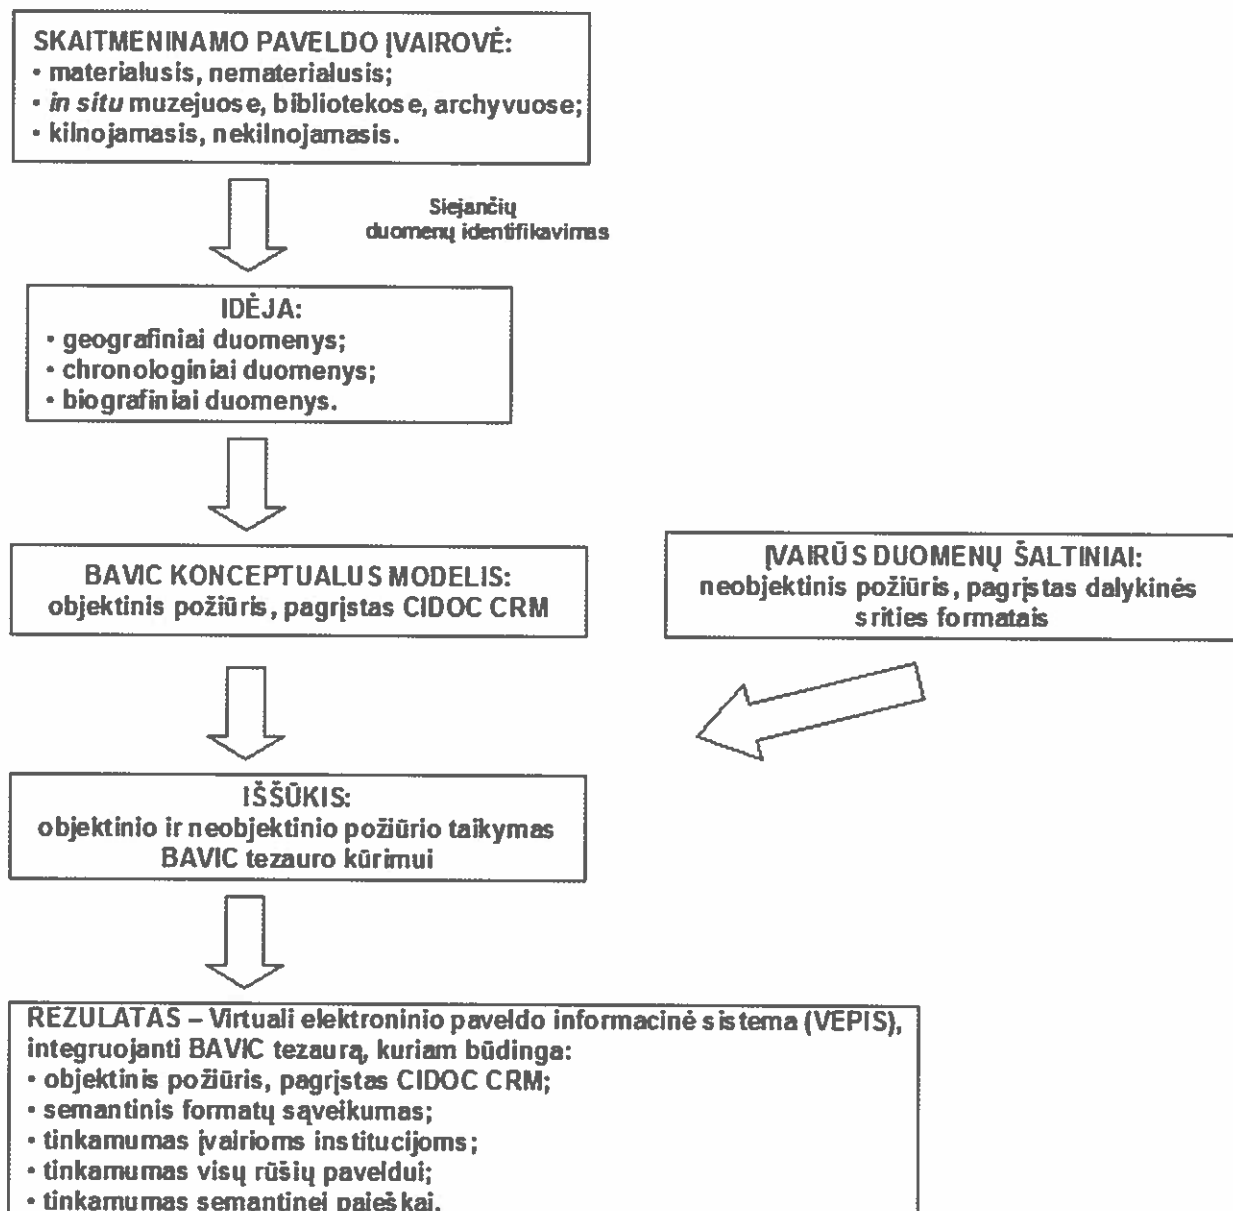 SKAITMENINAMO PAVELDO ĮVAIROVĖ:
• materialusis, nematerialusis;
• in situ muzejuose, bibliotekose, archyvuose;
• kilnojamasis, nekilnojamasis.
Siejančių
duomenų identifikavimas
IDĖJA:
• geografiniai duomenys;
• chronologiniai duomenys;
• biografiniai duomenys.
BAVIC KONCEPTUALUS MODELIS:
objektinis požiūris, pagrįstas CIDOC CRM
ĮVAIRŪS DUOMENŲ ŠALTINIAI:
neobjektinis požiūris, pagrįstas dalykinės
srities formatais
IŠŠŪKIS:
objektinio ir neobjektinio požiūrio taikymas
BAVIC tezauro kūrimui
REZULATAS – Virtuali elektroninio paveldo informacinė sistema (VEPIS),
integruojanti BAVIC tezaurą, kuriam būdinga:
• objektinis požiūris, pagrįstas CIDOC CRM;
• semantinis formatų sąveikumas;
• tinkamumas įvairioms institucijoms;
• tinkamumas visų rūšių paveldui;
• tinkamumas semantinei paieškai.